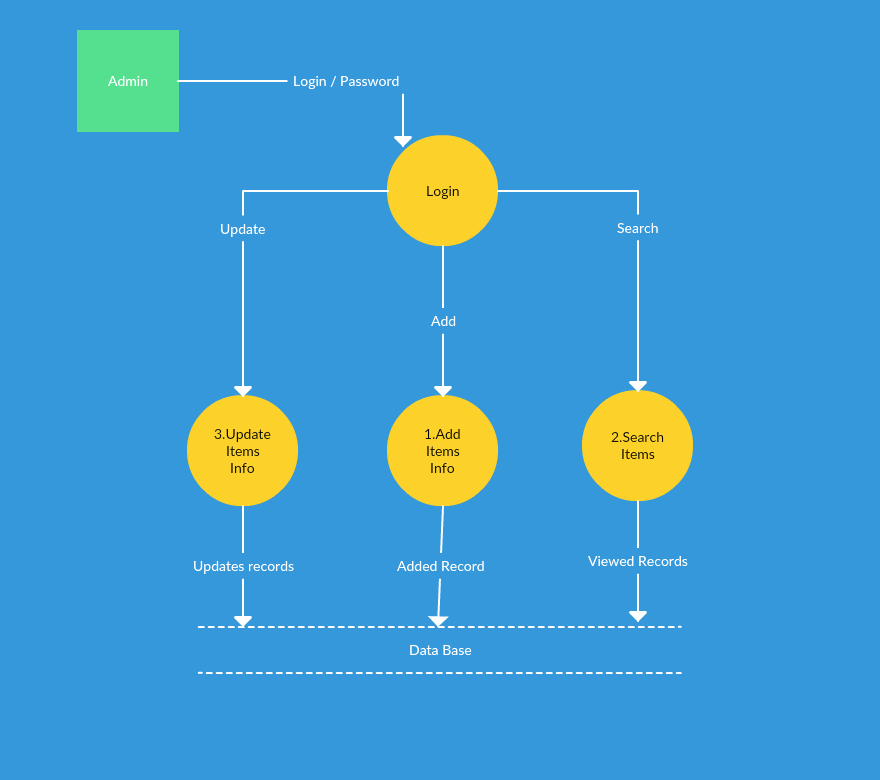 Admin
Login / Password
Login
Update
Search
Add
3.Update
Items
Info
1.Add
Items
Info
2.Search
Items
Updates records
Added Record
Viewed Records
Data Base